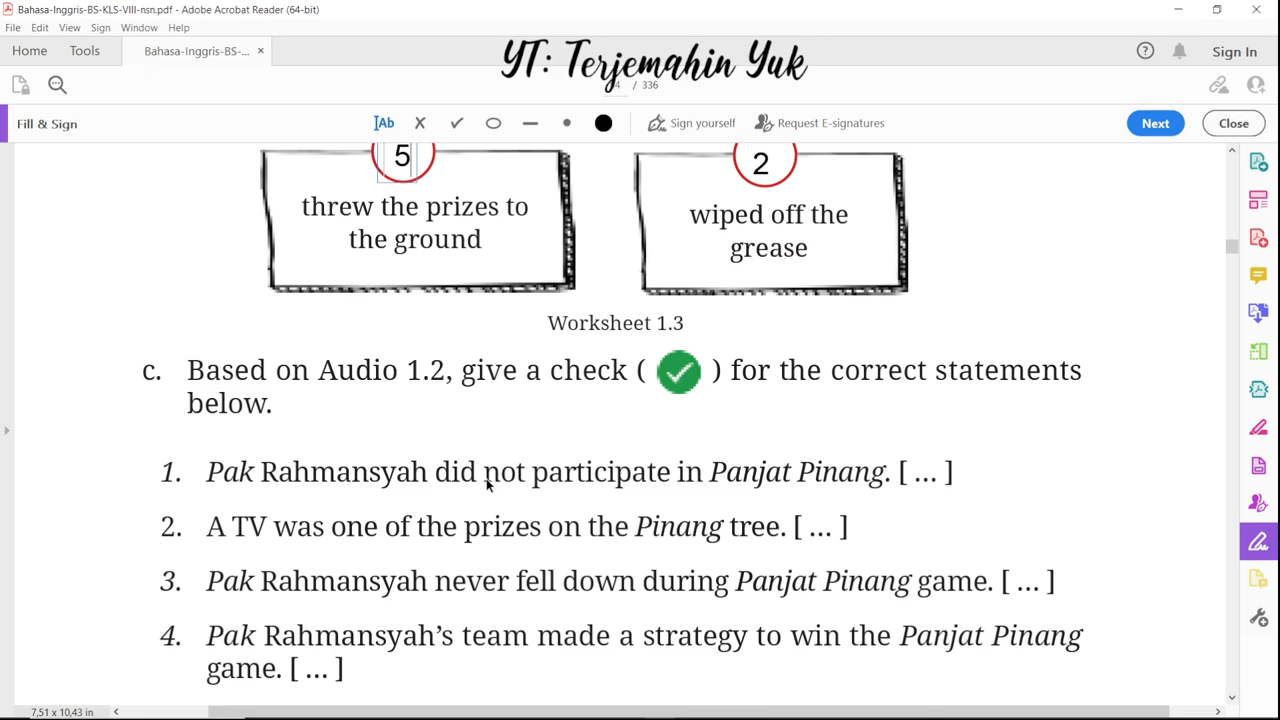 Bahasa-Inggris-BS-KLS-VIII-nsn.pdf - Adobe Acrobat Reader (64-bit)
File Edit View Sign Window Help
Home Tools Bahasa-Inggris-BS-... × Sign In
YT: Terjemahin Yuk
/ 336
Fill & Sign Ab Sign yourself Request E-signatures Next Close
5 2
threw the prizes to
the ground
wiped off the
grease
Worksheet 1.3
c. Based on Audio 1.2, give a check ( ) for the correct statements
below.
1. Pak Rahmansyah did not participate in Panjat Pinang. [ ... ]
2. A TV was one of the prizes on the Pinang tree. [ ... ]
3. Pak Rahmansyah never fell down during Panjat Pinang game. [ ... ]
4. Pak Rahmansyah's team made a strategy to win the Panjat Pinang
game. [ ... ]
7,51 x 10,43 in